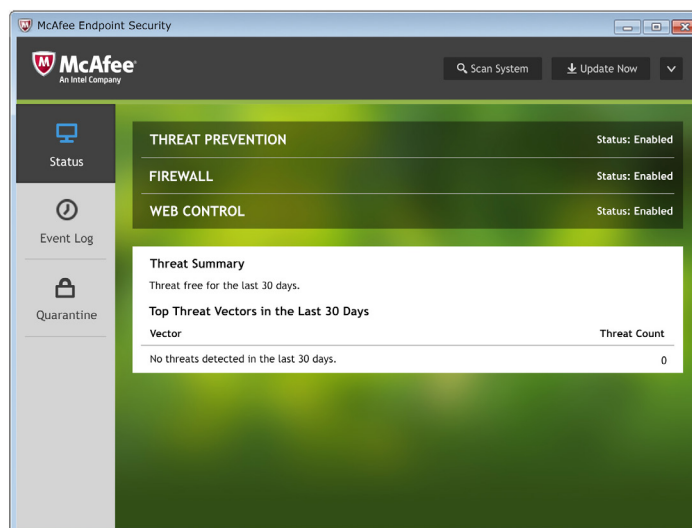 McAfee Endpoint Security
McAfee
An Intel Company
Scan System
Update Now
Status
Event Log
Quarantine
THREAT PREVENTION Status: Enabled
FIREWALL Status: Enabled
WEB CONTROL Status: Enabled
Threat Summary
Threat free for the last 30 days.
Top Threat Vectors in the Last 30 Days
Vector Threat Count
No threats detected in the last 30 days. 0